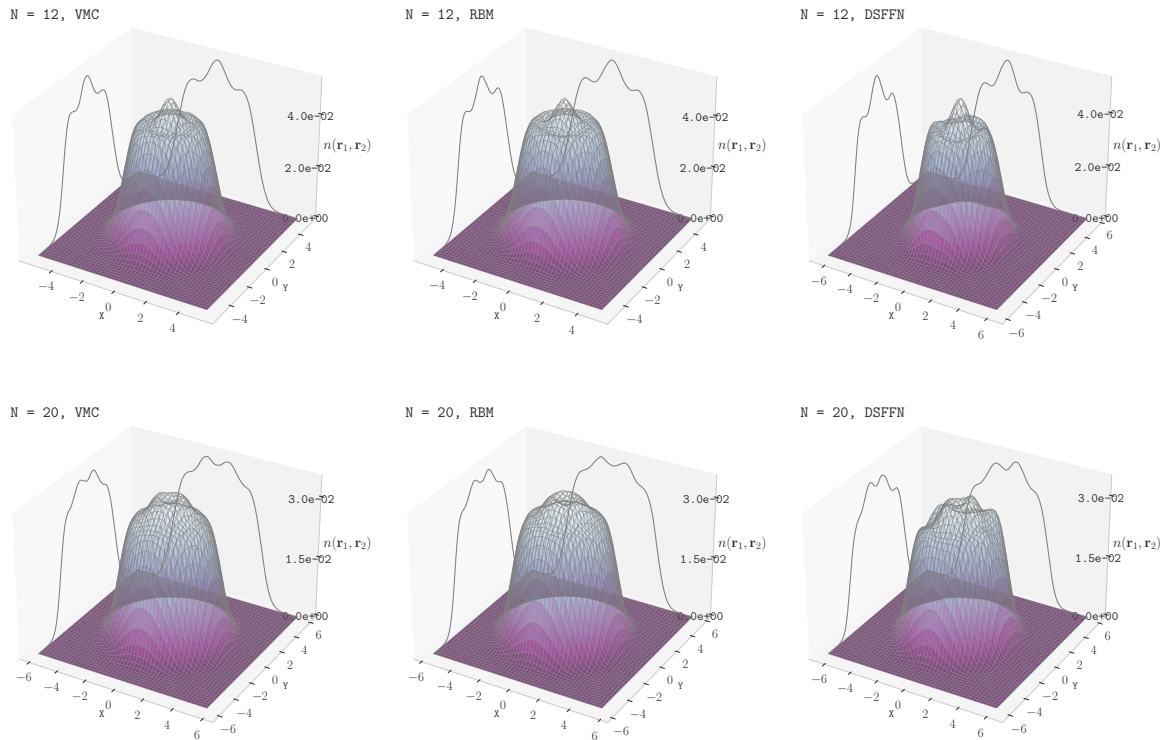 N = 12, VMC
4.0e−02
n(r₁, r₂)
2.0e−02
0.0e+00
−4
−2
0
2
4
X
−4
−2
0
2
4
Y
N = 12, RBM
4.0e−02
n(r₁, r₂)
2.0e−02
0.0e+00
−4
−2
0
2
4
X
−4
−2
0
2
4
Y
N = 12, DSFFN
4.0e−02
n(r₁, r₂)
2.0e−02
0.0e+00
−6
−4
−2
0
2
4
6
X
−6
−4
−2
0
2
4
6
Y
N = 20, VMC
3.0e−02
n(r₁, r₂)
1.5e−02
0.0e+00
−6
−4
−2
0
2
4
6
X
−6
−4
−2
0
2
4
6
Y
N = 20, RBM
3.0e−02
n(r₁, r₂)
1.5e−02
0.0e+00
−6
−4
−2
0
2
4
6
X
−6
−4
−2
0
2
4
6
Y
N = 20, DSFFN
3.0e−02
n(r₁, r₂)
1.5e−02
0.0e+00
−6
−4
−2
0
2
4
6
X
−6
−4
−2
0
2
4
6
Y